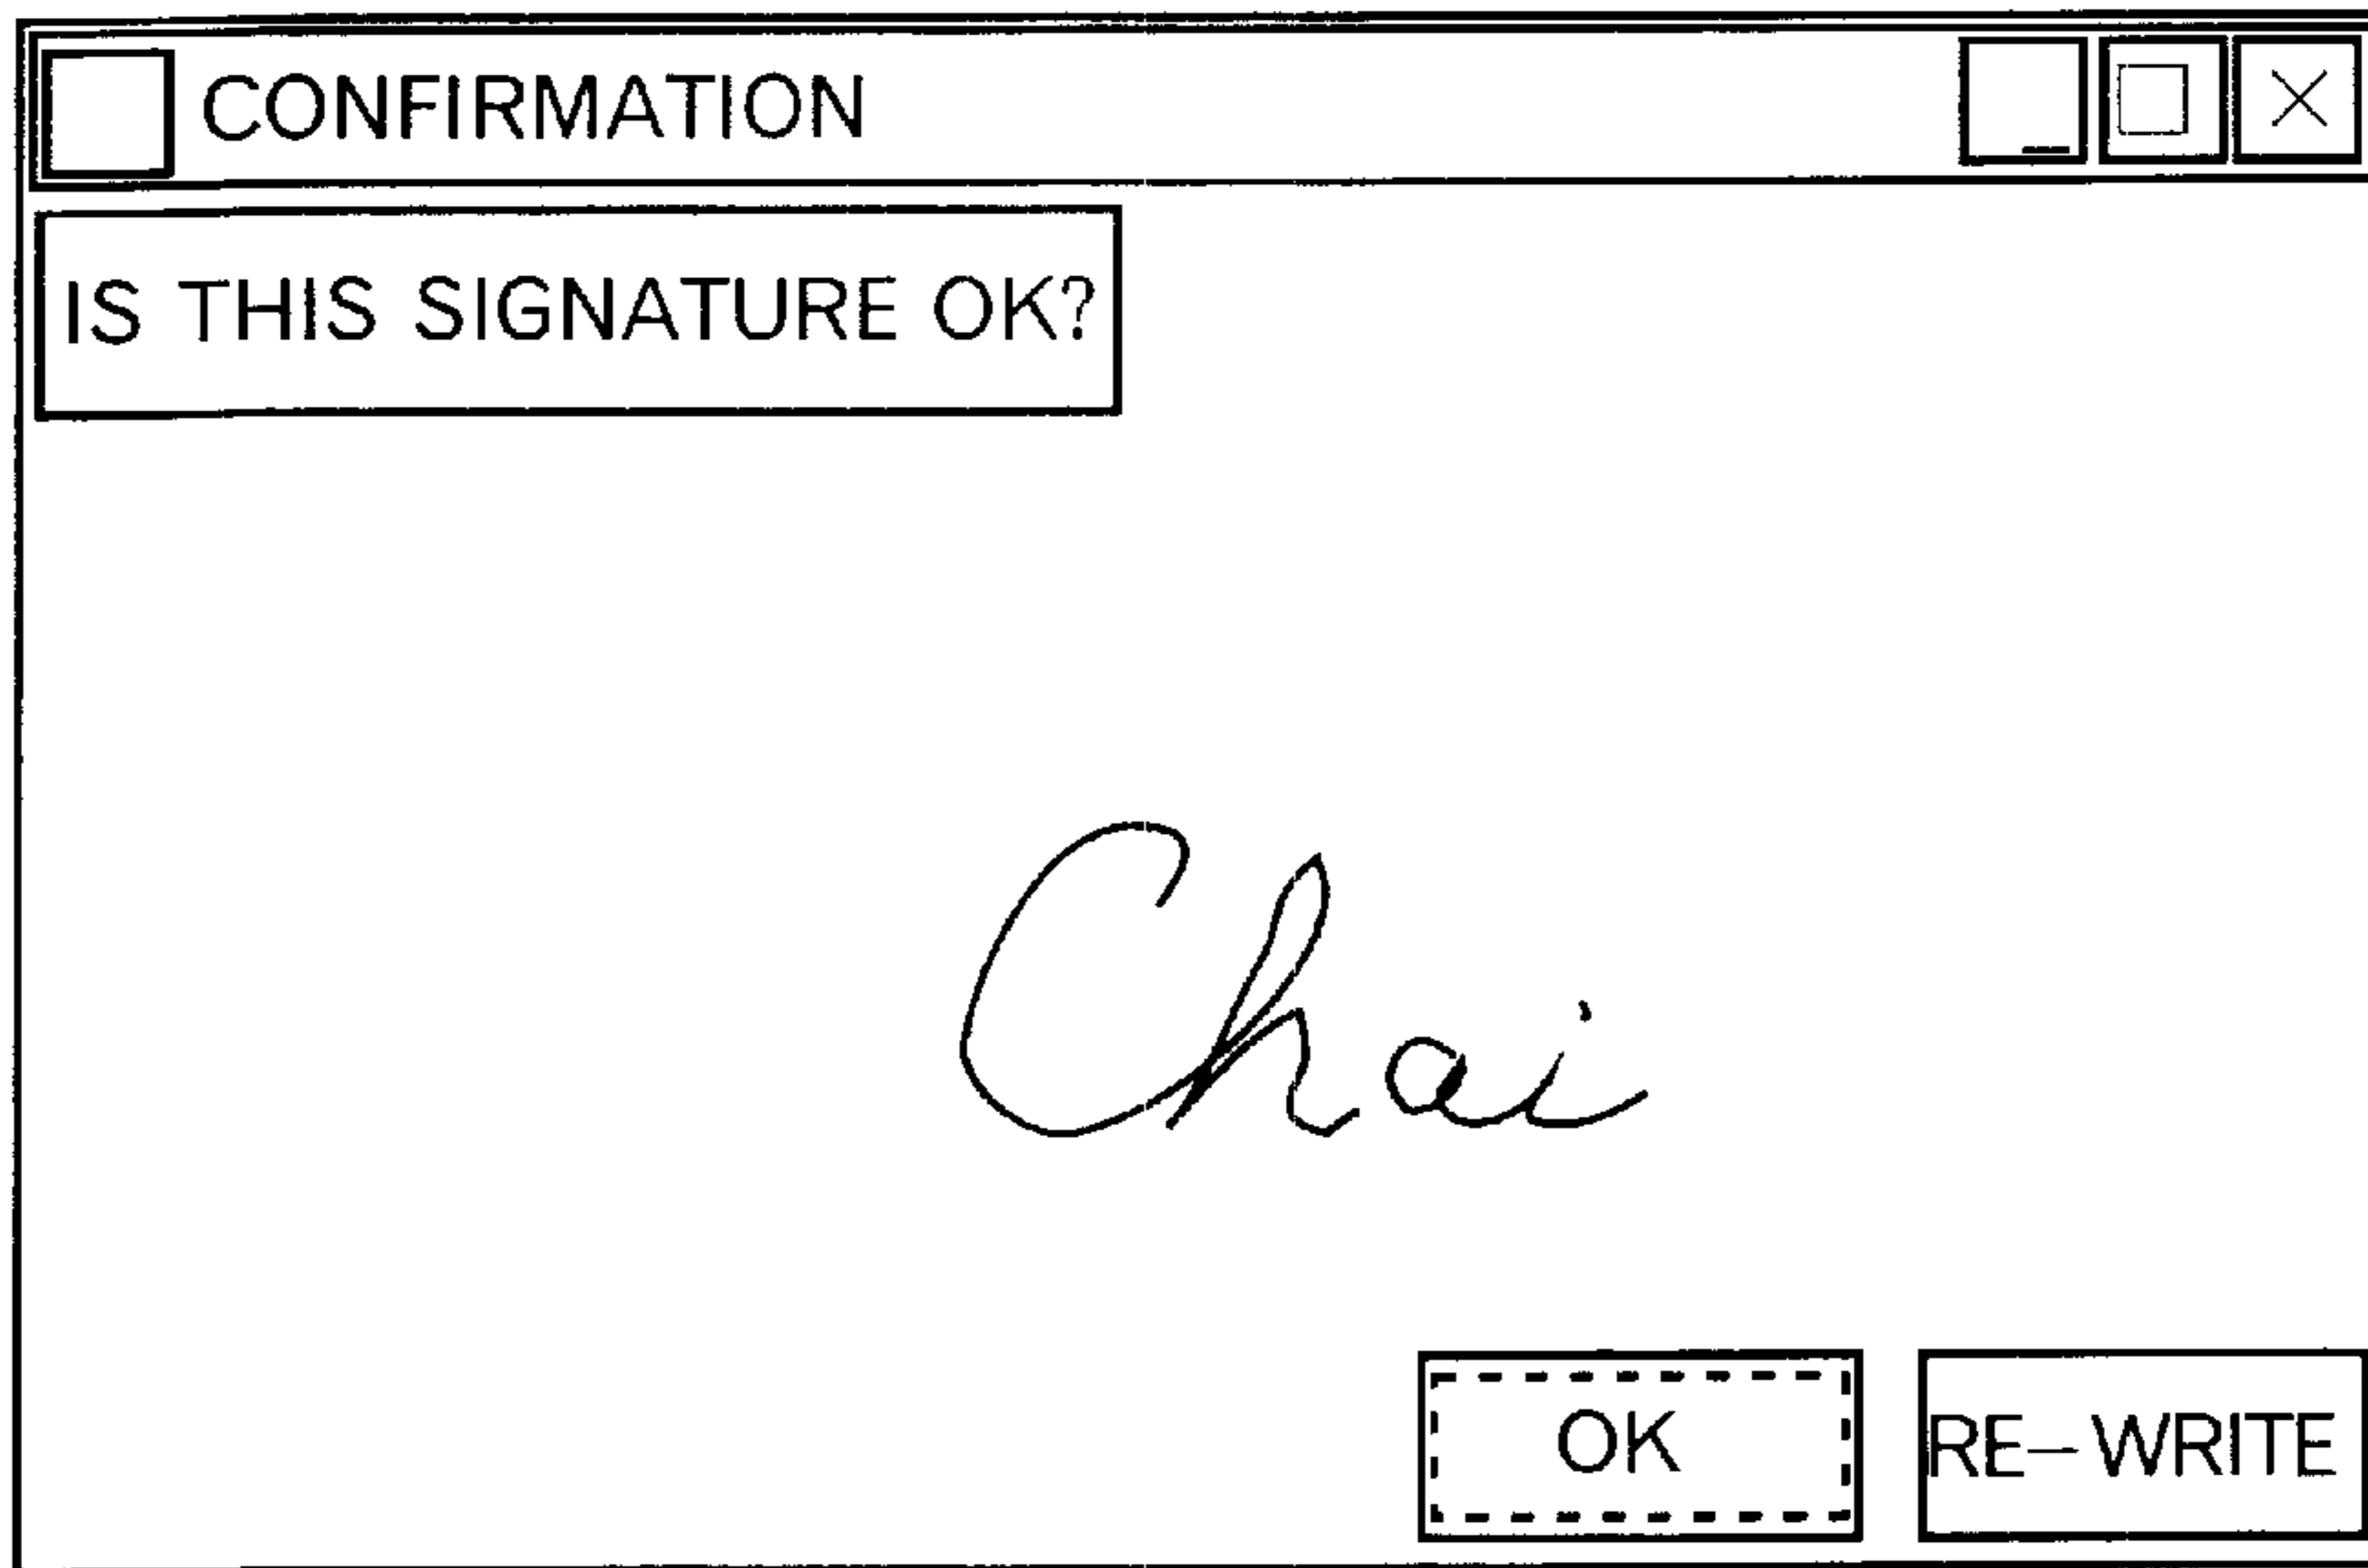 CONFIRMATION
IS THIS SIGNATURE OK?
Chai
OK
RE-WRITE